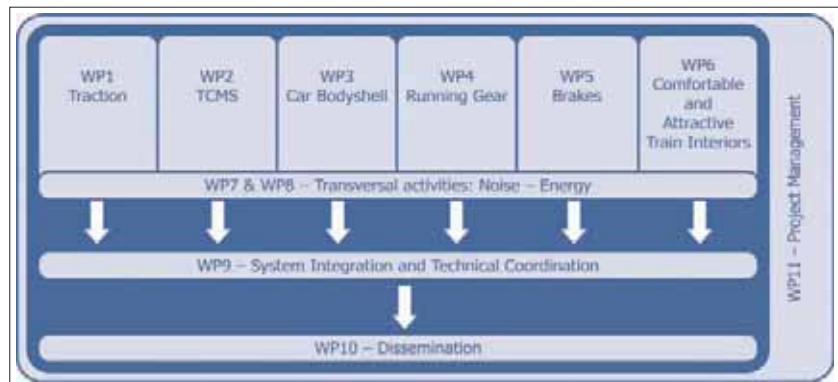 WP1
Traction
WP2
TCMS
WP3
Car Bodyshell
WP4
Running Gear
WP5
Brakes
WP6
Comfortable
and
Attractive
Train Interiors
WP7 & WP8 – Transversal activities: Noise – Energy
WP9 – System Integration and Technical Coordination
WP10 – Dissemination
WP11 – Project Management